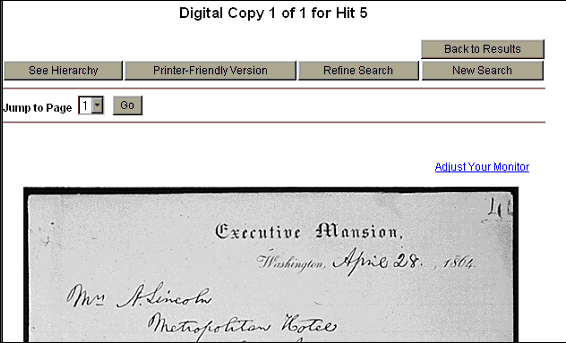 Digital Copy 1 of 1 for Hit 5
Back to Results
See Hierarchy Printer-Friendly Version Refine Search New Search
Jump to Page 1 Go
Adjust Your Monitor
Executive Mansion,
Washington, April 28. , 1864.
Mrs A. Lincoln
Metropolitan Hotel